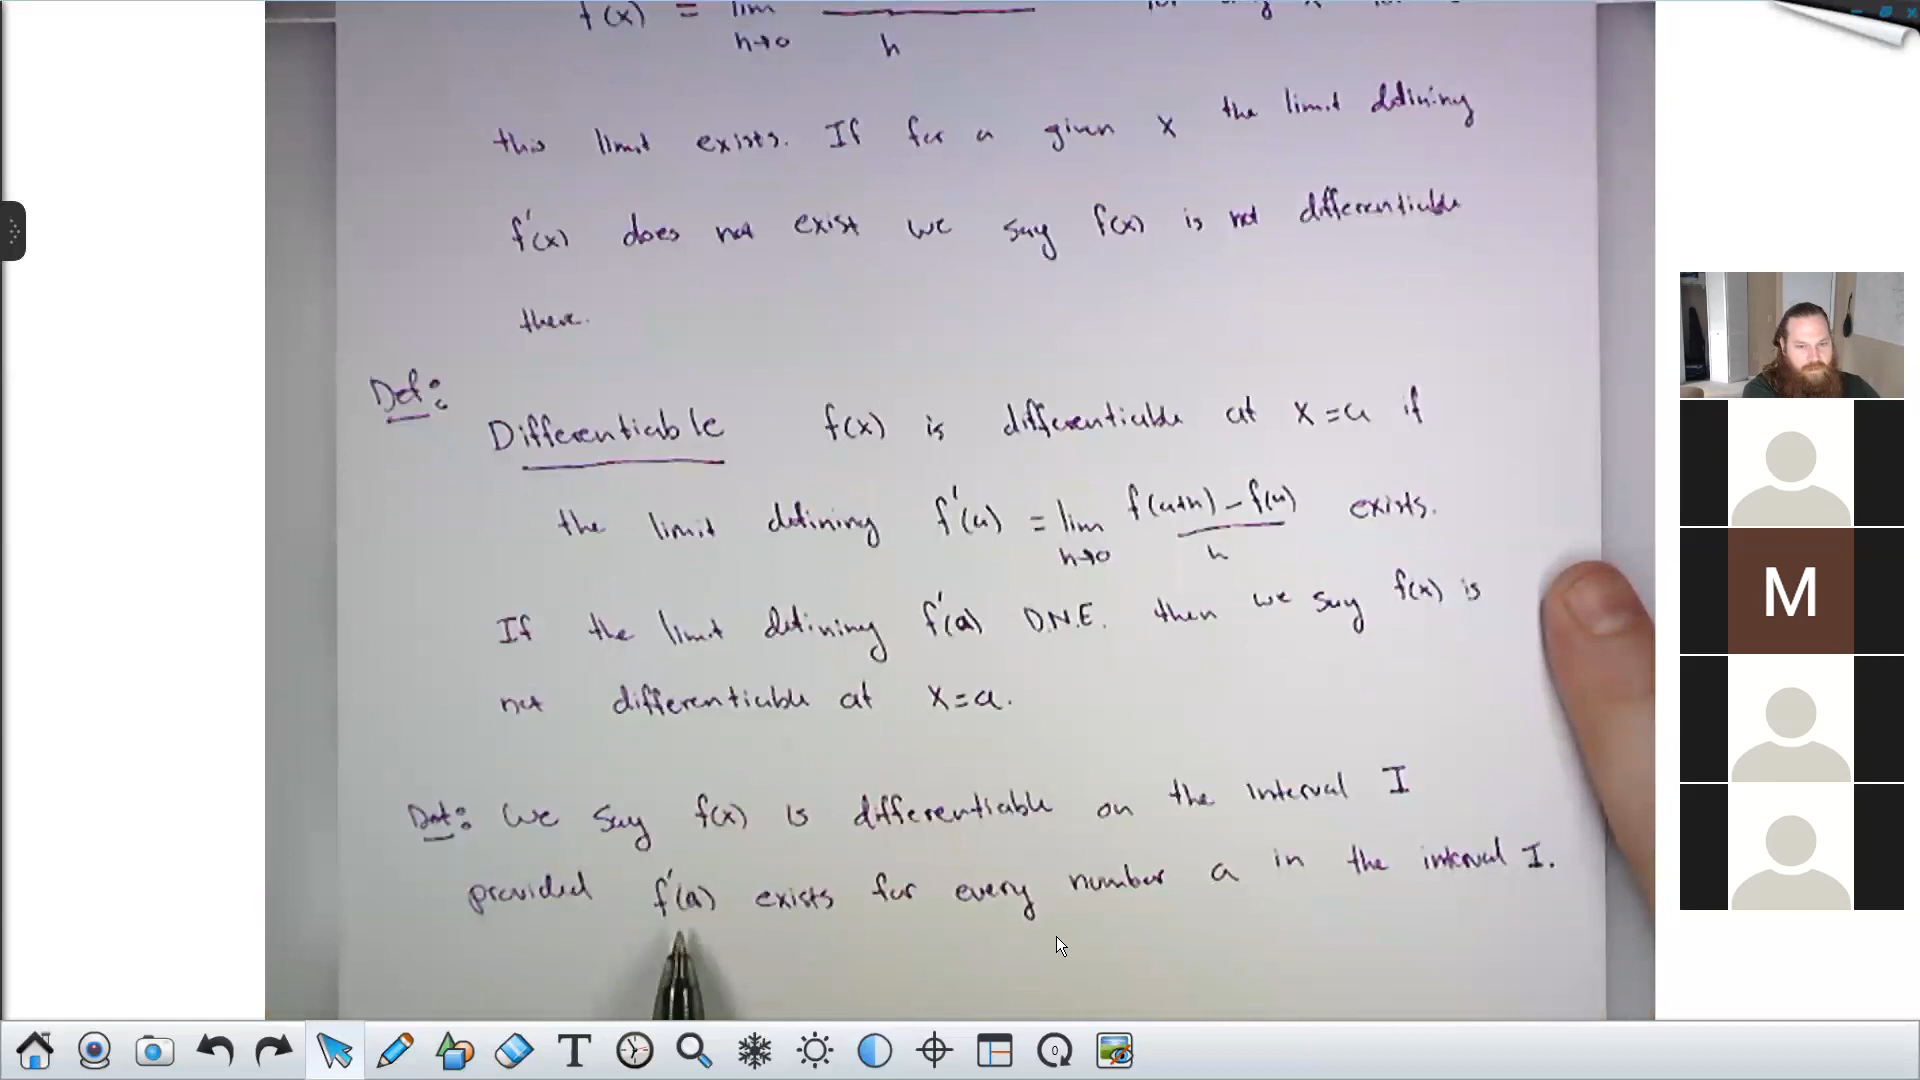 f'(x) = lim
h→0 h
this limit exists. If for a given x the limit defining
f'(x) does not exist we say f(x) is not differentiable
there.
Def:
Differentiable f(x) is differentiable at x=a if
the limit defining f'(a) = lim f(a+h) - f(a) exists.
h→0 h
If the limit defining f'(a) D.N.E. then we say f(x) is
not differentiable at x=a.
Def: We say f(x) is differentiable on the interval I
provided f'(a) exists for every number a in the interval I.
M
T
0